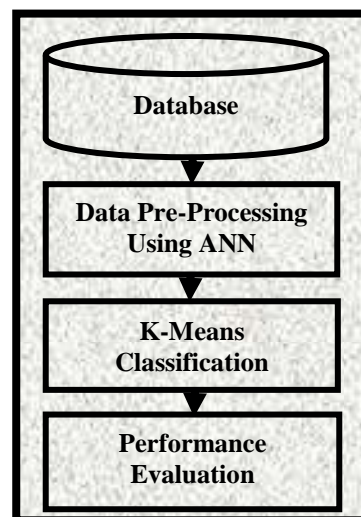 Database
Data Pre-Processing
Using ANN
K-Means
Classification
Performance
Evaluation